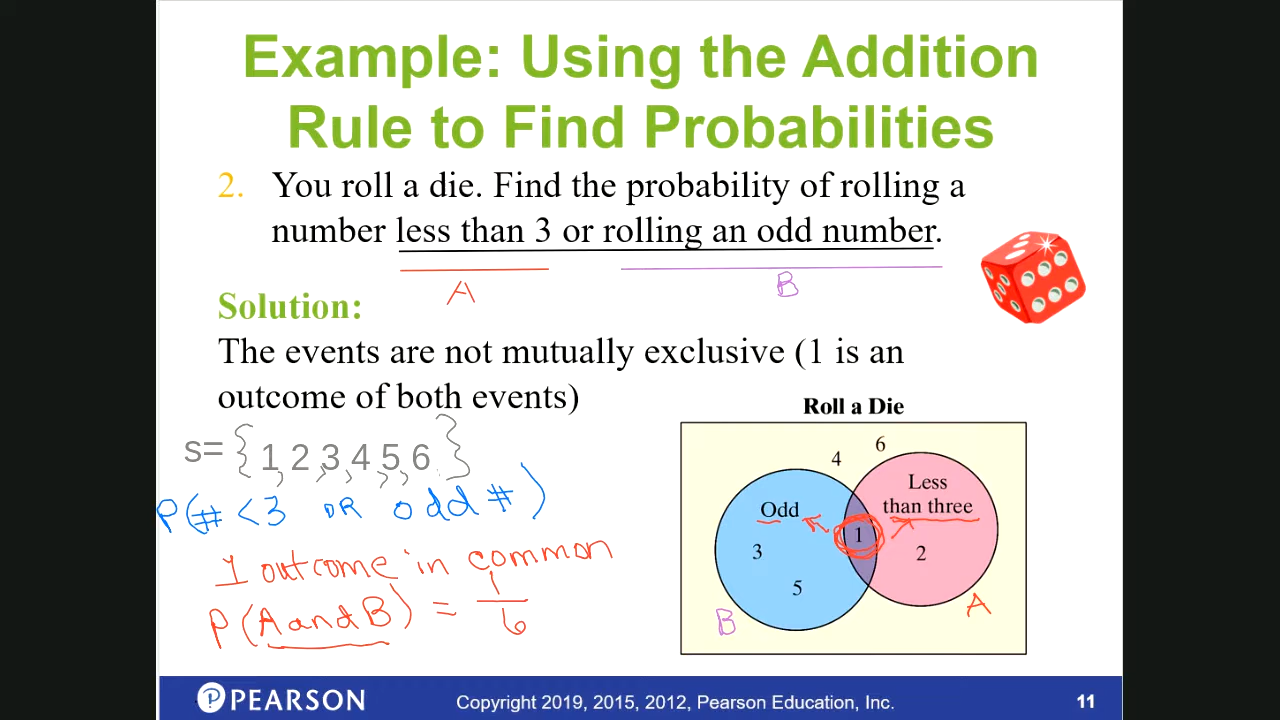 Example: Using the Addition
Rule to Find Probabilities
2. You roll a die. Find the probability of rolling a
number less than 3 or rolling an odd number.
A
B
Solution:
The events are not mutually exclusive (1 is an
outcome of both events)
s= {1,2,3,4,5,6}
P(# <3 OR odd #)
1 outcome in common
P(A and B) = 1/6
Roll a Die
4
6
Odd
Less
than three
3
1
2
5
B
A
PEARSON
Copyright 2019, 2015, 2012, Pearson Education, Inc.
11